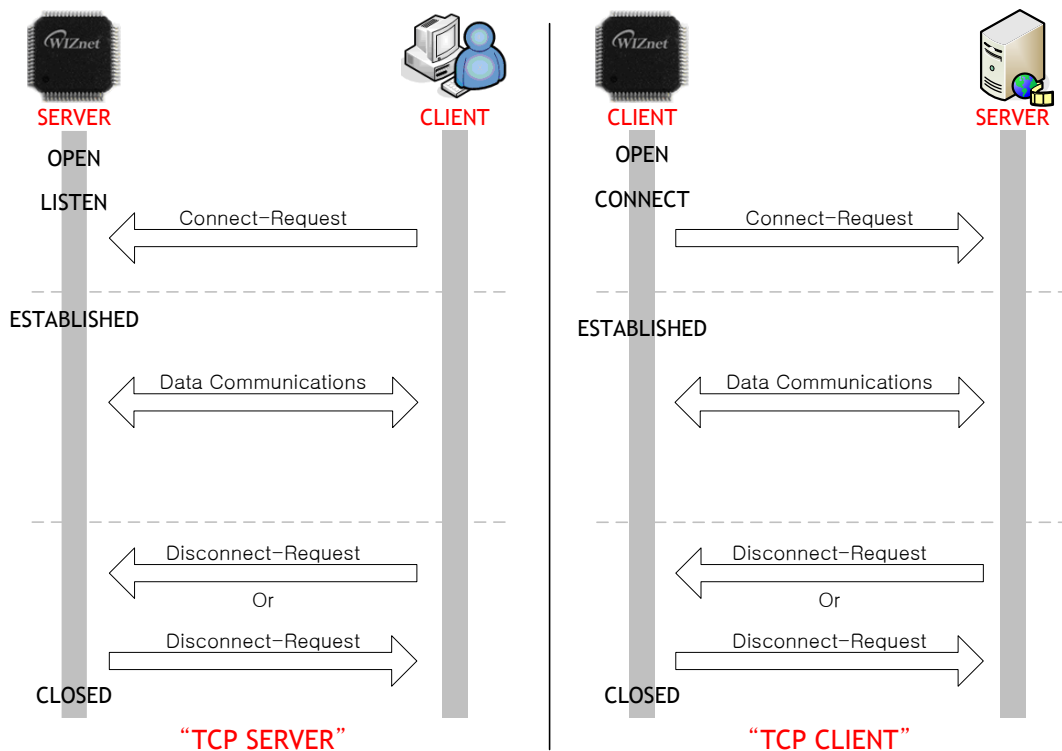 WIZnet
SERVER
CLIENT
OPEN
LISTEN
Connect-Request
ESTABLISHED
Data Communications
Disconnect-Request
Or
Disconnect-Request
CLOSED
“TCP SERVER”
WIZnet
CLIENT
SERVER
OPEN
CONNECT
Connect-Request
ESTABLISHED
Data Communications
Disconnect-Request
Or
Disconnect-Request
CLOSED
“TCP CLIENT”